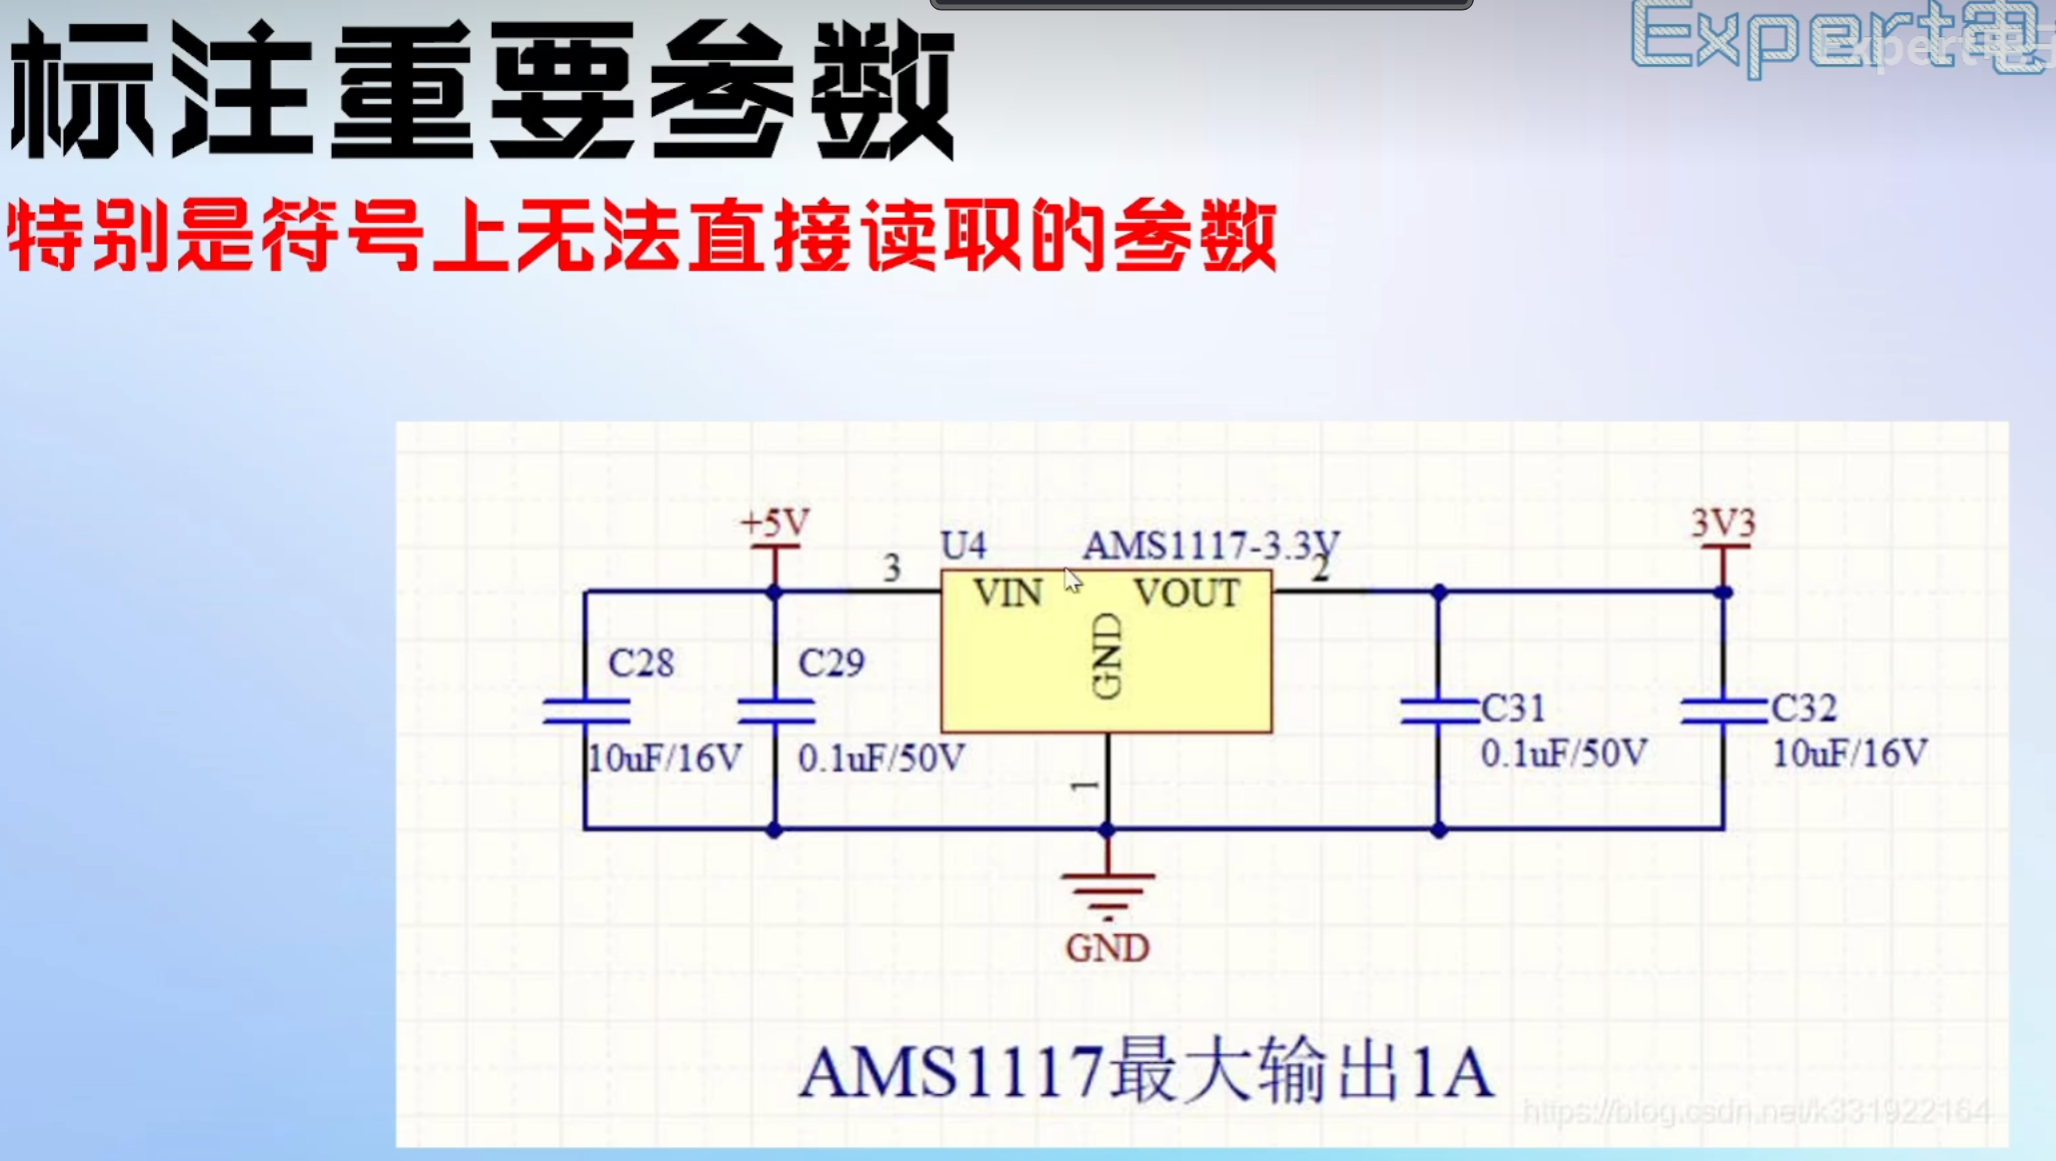 标注重要参数
Expert电
特别是符号上无法直接读取的参数
+5V
3V3
U4
AMS1117-3.3V
3
2
VIN
VOUT
GND
C28
C29
C31
C32
10uF/16V
0.1uF/50V
0.1uF/50V
10uF/16V
1
GND
AMS1117最大输出1A
https://blog.csdn.net/k331922164